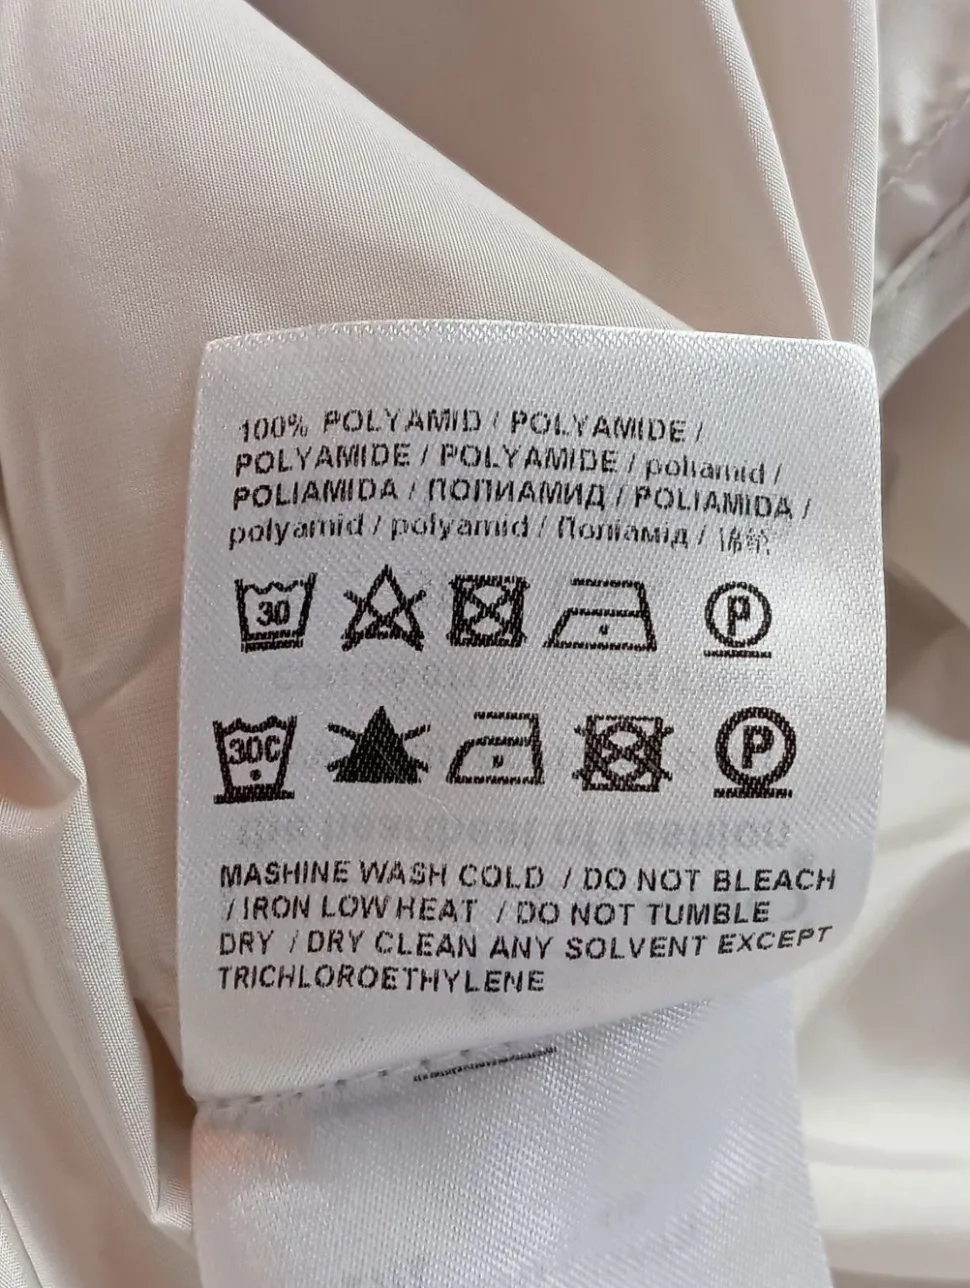 100% POLYAMID / POLYAMIDE /
POLYAMIDE / POLYAMIDE / poliamid /
POLIAMIDA / ПОЛИАМИД / POLIAMIDA /
polyamid / polyamid / Поліамід / 锦纶
30 P
30C P
MASHINE WASH COLD / DO NOT BLEACH
/ IRON LOW HEAT / DO NOT TUMBLE
DRY / DRY CLEAN ANY SOLVENT EXCEPT
TRICHLOROETHYLENE